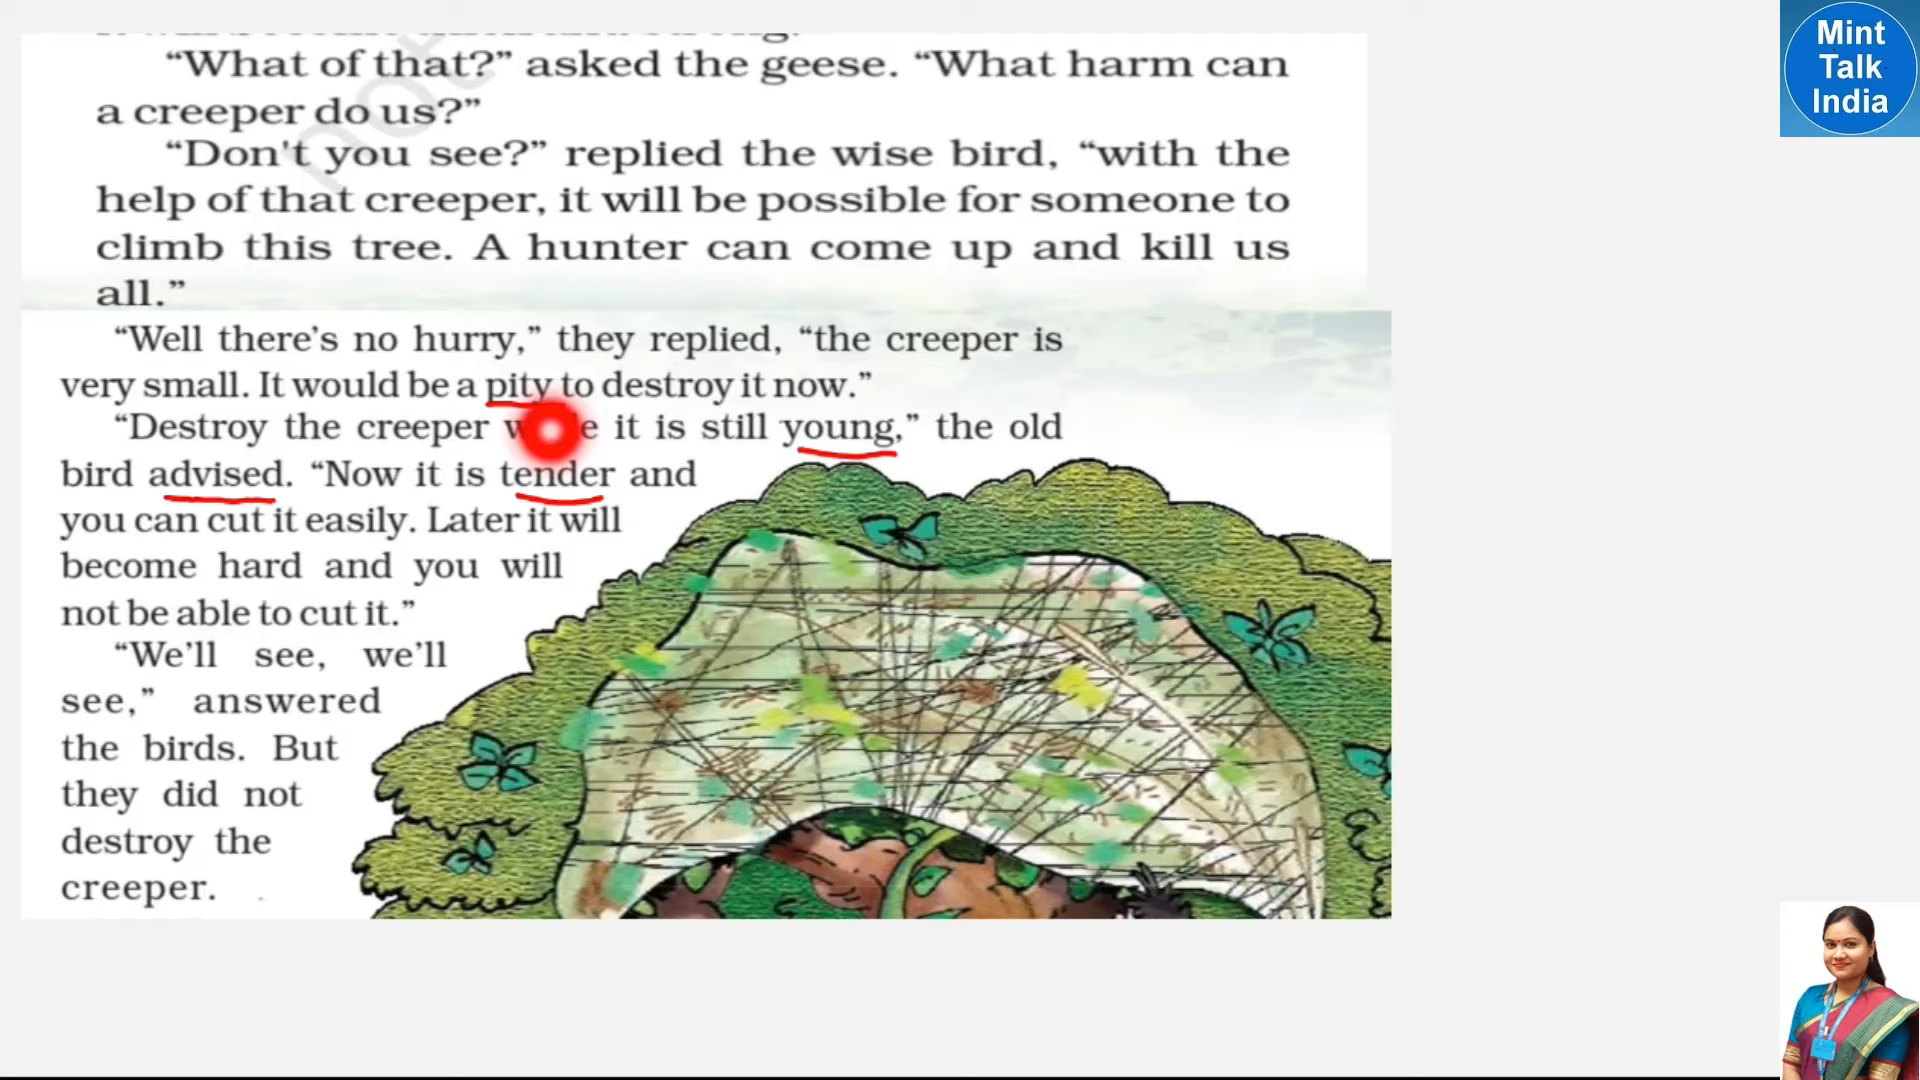 “What of that?” asked the geese. “What harm can
a creeper do us?”
“Don't you see?” replied the wise bird, “with the
help of that creeper, it will be possible for someone to
climb this tree. A hunter can come up and kill us
all.”
“Well there’s no hurry,” they replied, “the creeper is
very small. It would be a pity to destroy it now.”
“Destroy the creeper it is still young,” the old
bird advised. “Now it is tender and
you can cut it easily. Later it will
become hard and you will
not be able to cut it.”
“We’ll see, we’ll
see,” answered
the birds. But
they did not
destroy the
creeper.
Mint
Talk
India